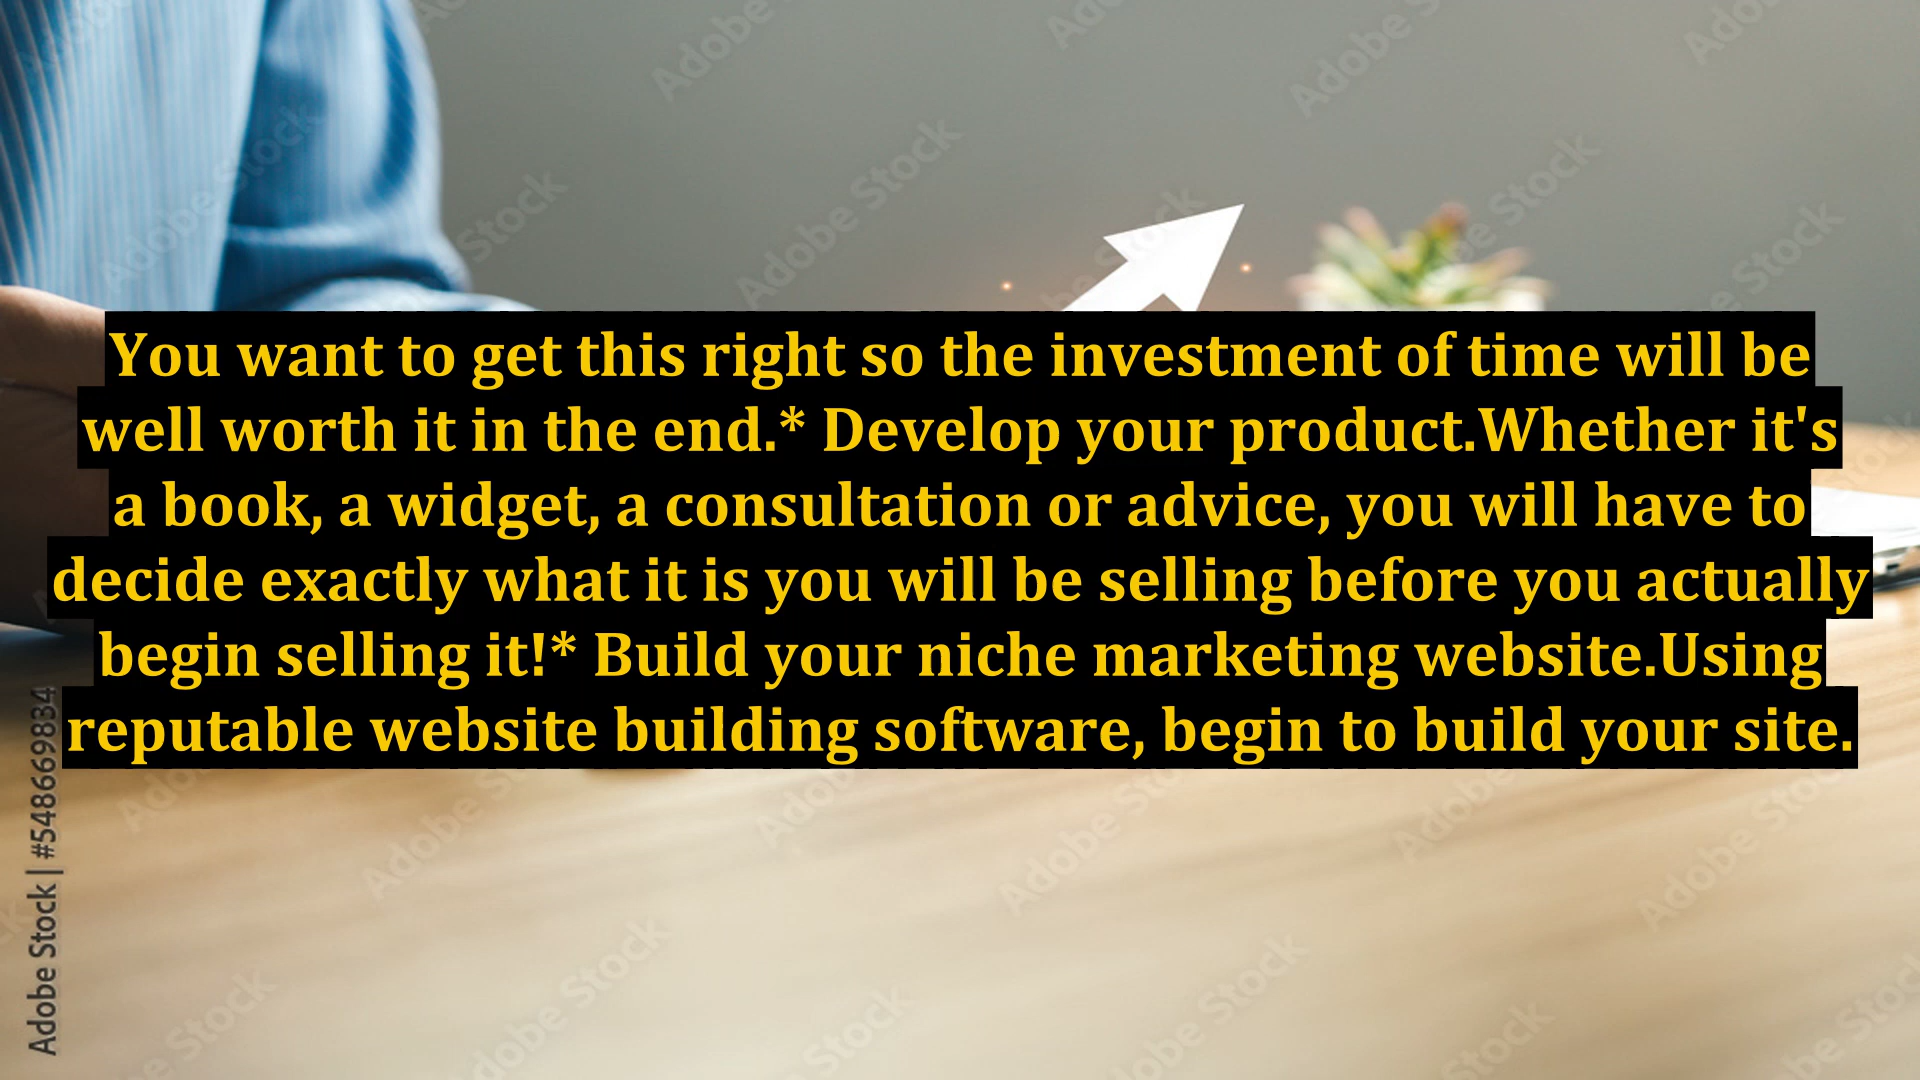 You want to get this right so the investment of time will be
well worth it in the end.* Develop your product.Whether it's
a book, a widget, a consultation or advice, you will have to
decide exactly what it is you will be selling before you actually
begin selling it!* Build your niche marketing website.Using
reputable website building software, begin to build your site.
Adobe Stock | #548669834